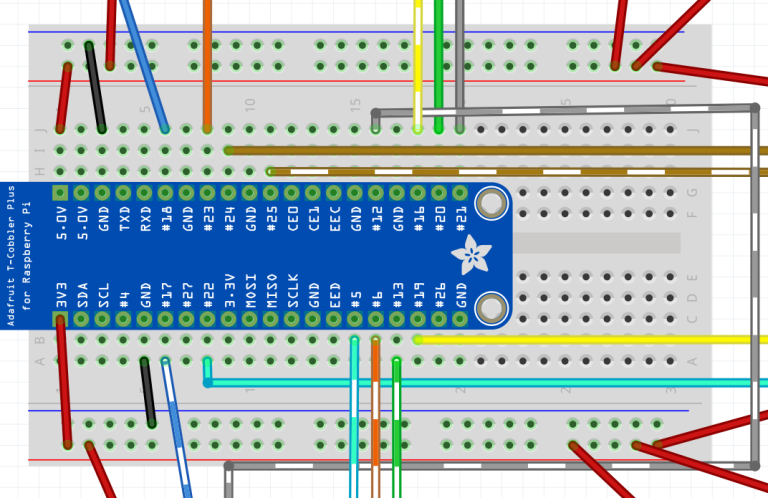 5
10
15
25
30
J
J
I
H
Adafruit T-Cobbler Plus
for Raspberry Pi
5.0V
5.0V
GND
TXD
RXD
#18
GND
#23
#24
GND
#25
CE0
CE1
EEC
GND
#12
GND
#16
#20
#21
G
F
3V3
SDA
SCL
#4
GND
#17
#27
#22
3.3V
MOSI
MISO
SCLK
GND
EED
#5
#6
#13
#19
#26
GND
E
D
C
B
A
A